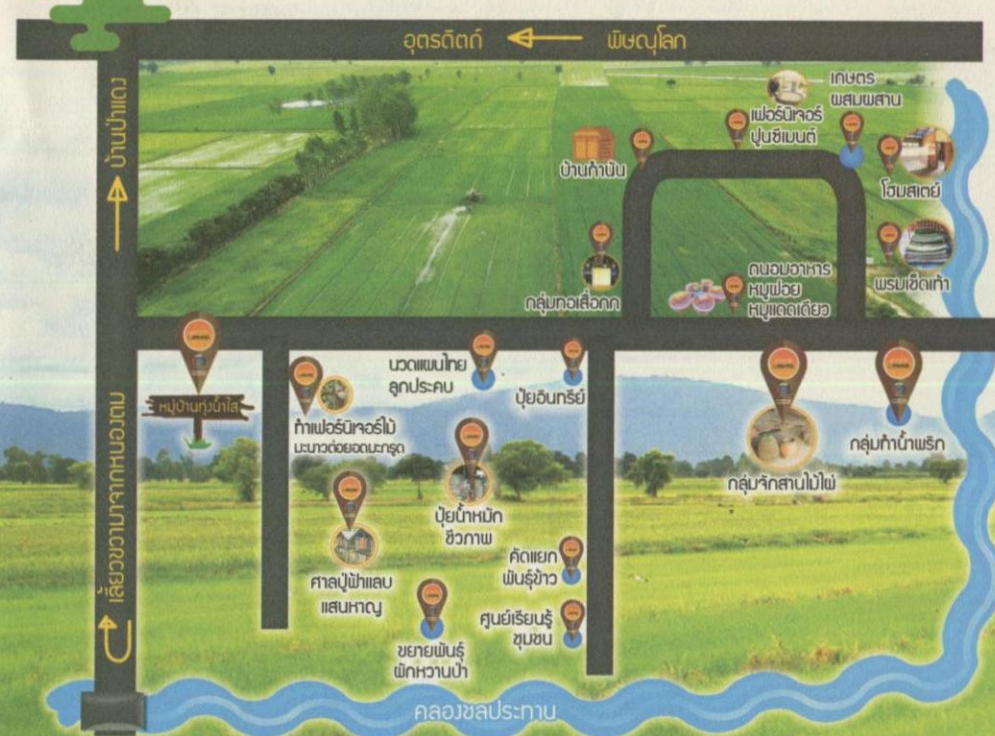 อุตรดิตถ์
พิษณุโลก
บ้านป่าแดง
เลี้ยวขวามาจากหนองตม
เกษตร
ผสมผสาน
เฟอร์นิเจอร์
ปูนซีเมนต์
บ้านกำนัน
โฮมสเตย์
พรมเช็ดเท้า
กลุ่มทอเสื่อกก
ถนอมอาหาร
หมูฝอย
หมูแดดเดียว
หมู่บ้านทุ่งน้ำใส
ทำเฟอร์นิเจอร์ไม้
มะนาวต่อยอดมะกรูด
นวดแผนไทย
ลูกประคบ
ปุ๋ยอินทรีย์
กลุ่มจักสานไม้ไผ่
กลุ่มทำน้ำพริก
ปุ๋ยน้ำหมัก
ชีวภาพ
ศาลปู่ฟ้าแลบ
แสนหาญ
คัดแยก
พันธุ์ข้าว
ศูนย์เรียนรู้
ชุมชน
ขยายพันธุ์
ผักหวานป่า
คลองชลประทาน